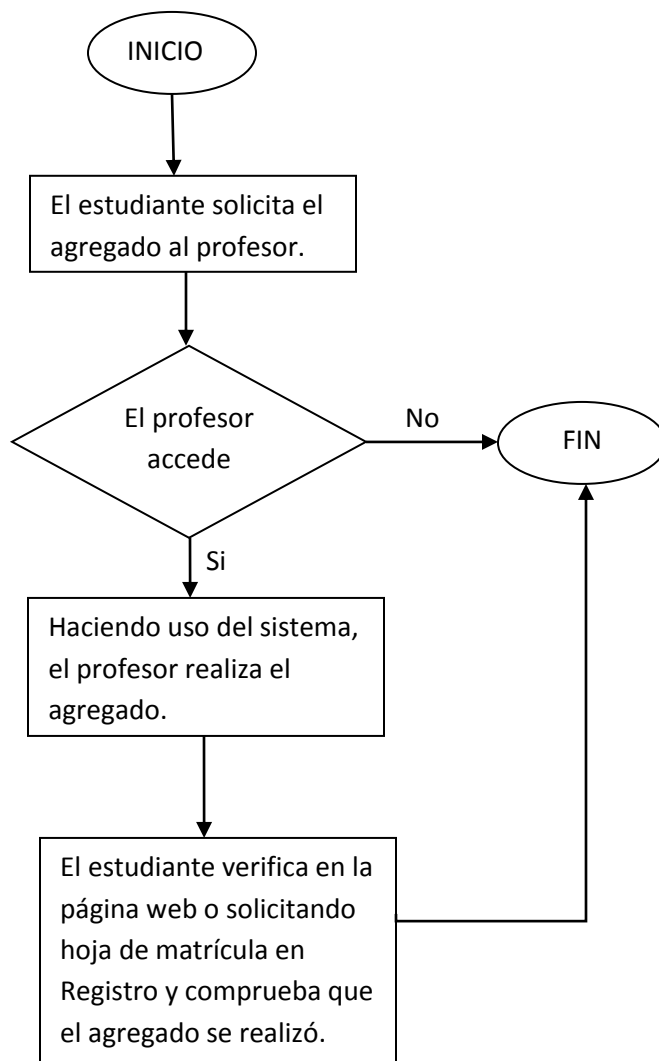 INICIO
El estudiante solicita el
agregado al profesor.
El profesor
accede
No
FIN
Si
Haciendo uso del sistema,
el profesor realiza el
agregado.
El estudiante verifica en la
página web o solicitando
hoja de matrícula en
Registro y comprueba que
el agregado se realizó.